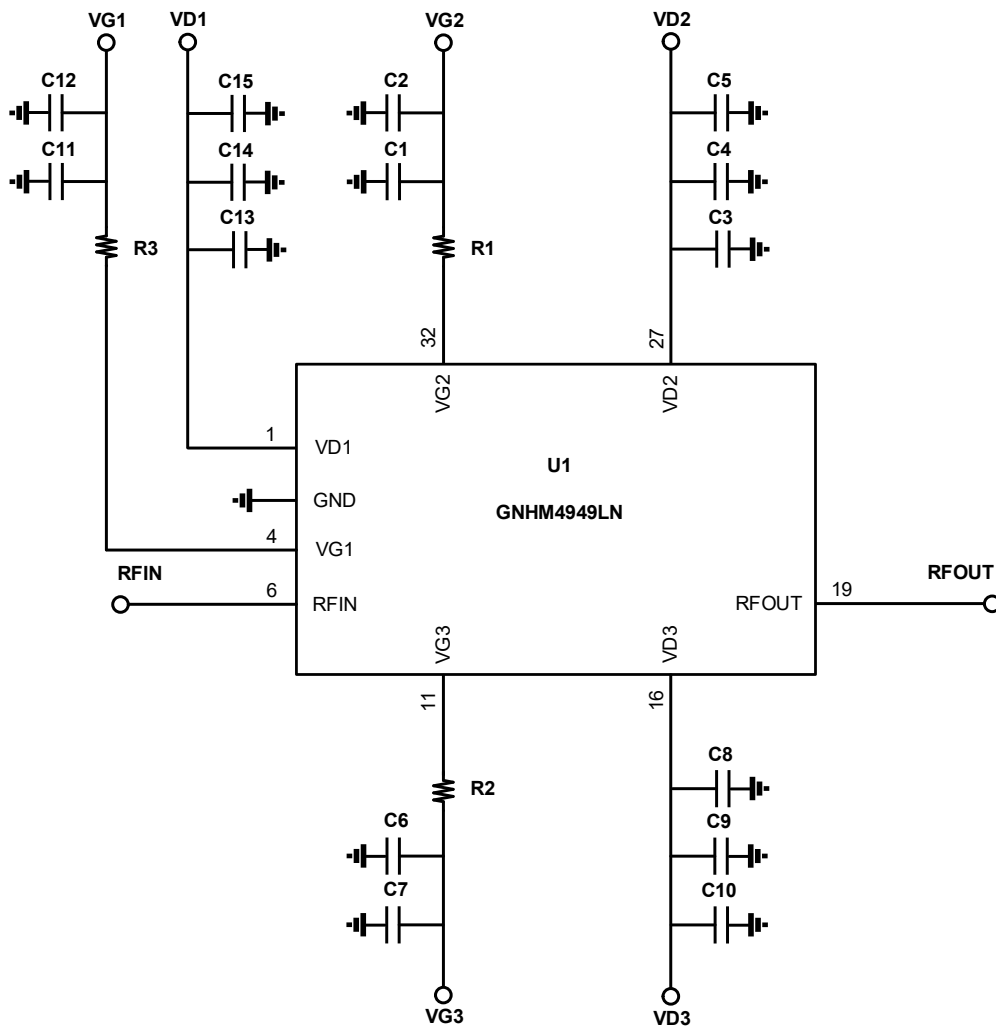 VG1
VD1
VG2
VD2
C12
C15
C2
C5
C11
C14
C1
C4
C13
C3
R3
R1
32
27
VG2
VD2
1
VD1
U1
GND
GNHM4949LN
4
VG1
RFIN
RFOUT
6
RFIN
19
RFOUT
VG3
VD3
11
16
R2
C8
C6
C9
C7
C10
VG3
VD3